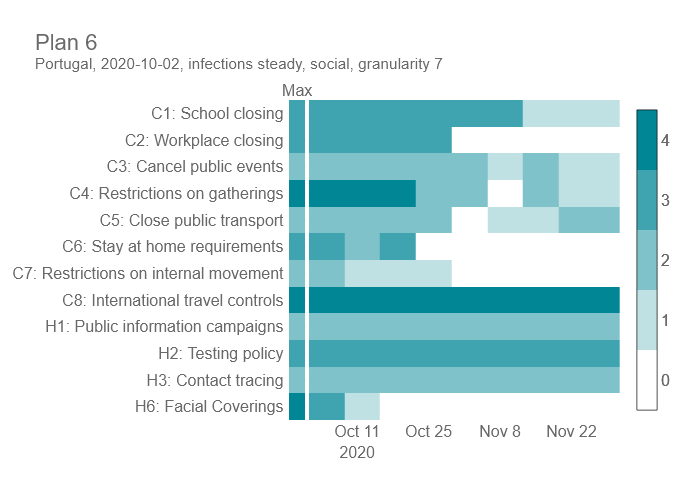 Plan 6
Portugal, 2020-10-02, infections steady, social, granularity 7
Max
C1: School closing
C2: Workplace closing
C3: Cancel public events
C4: Restrictions on gatherings
C5: Close public transport
C6: Stay at home requirements
C7: Restrictions on internal movement
C8: International travel controls
H1: Public information campaigns
H2: Testing policy
H3: Contact tracing
H6: Facial Coverings
Oct 11 Oct 25 Nov 8 Nov 22
2020
4
3
2
1
0